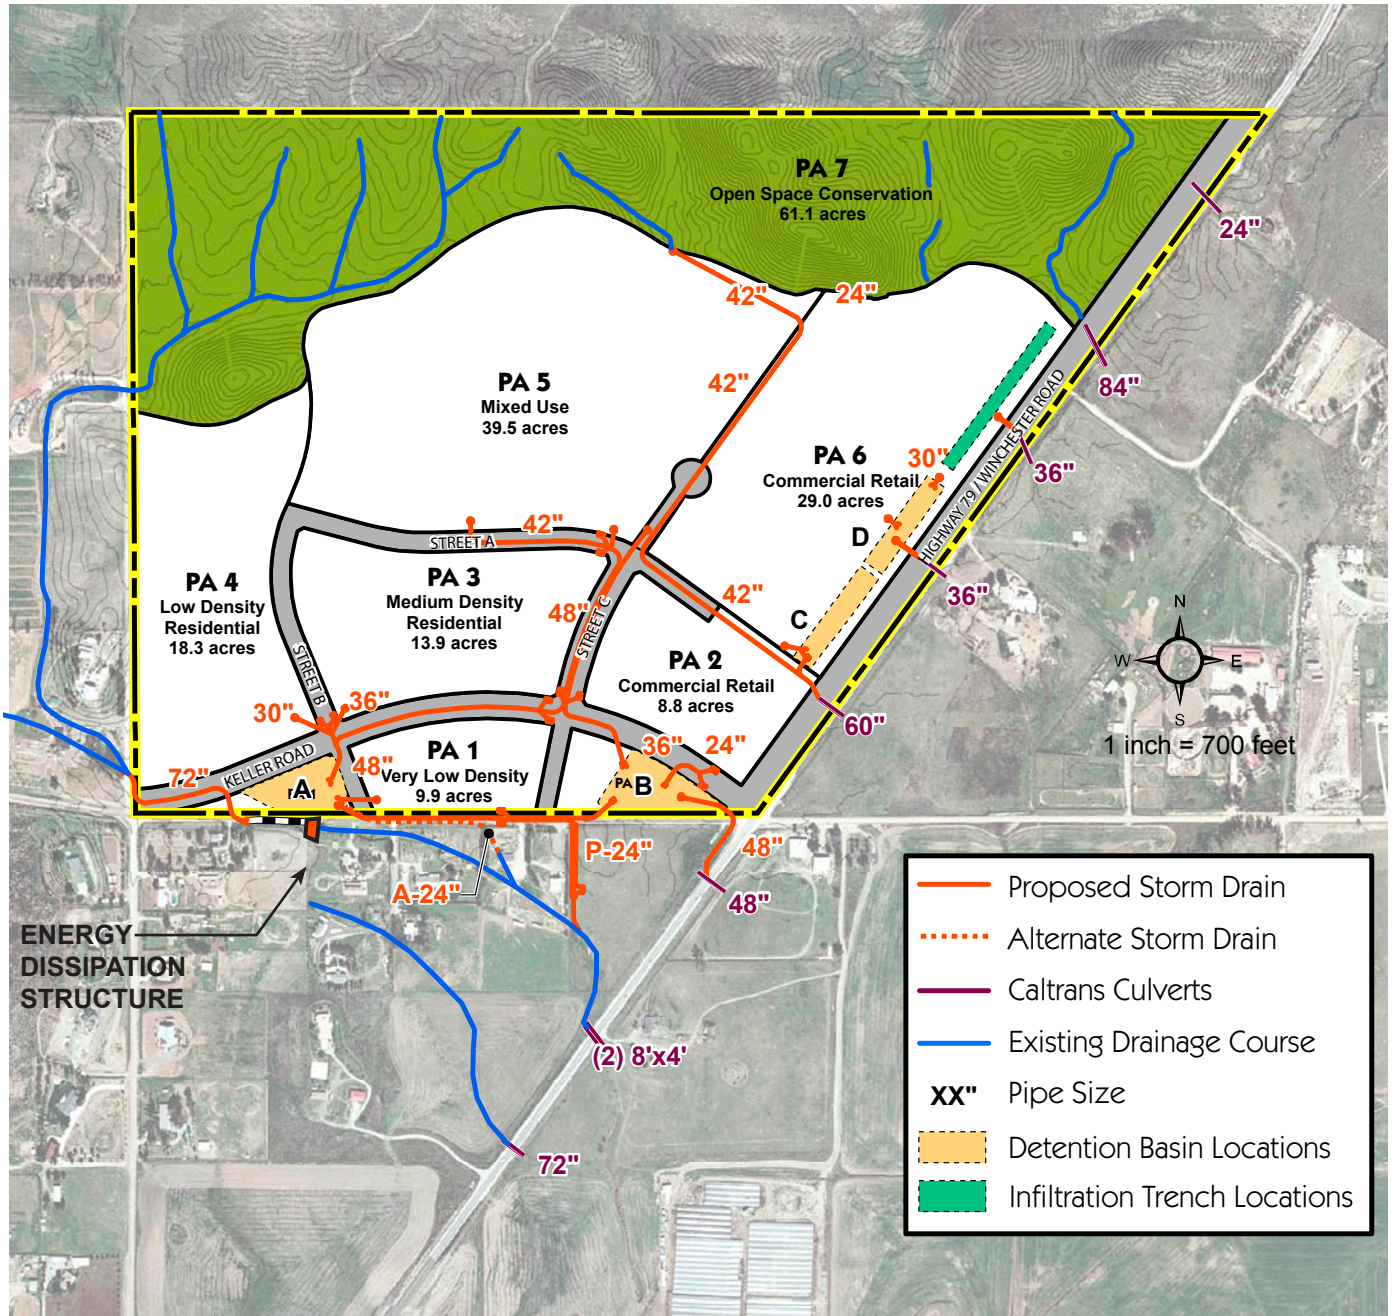 PA 7
Open Space Conservation
61.1 acres
24"
42"
24"
84"
42"
PA 5
Mixed Use
39.5 acres
PA 6
Commercial Retail
29.0 acres
30"
36"
HIGHWAY 79 / WINCHESTER ROAD
42"
STREET A
D
36"
PA 4
Low Density
Residential
18.3 acres
PA 3
Medium Density
Residential
13.9 acres
48"
STREET C
42"
C
N
W
E
S
1 inch = 700 feet
STREET B
PA 2
Commercial Retail
8.8 acres
60"
30"
36"
KELLER ROAD
72"
A
48"
PA 1
Very Low Density
9.9 acres
36"
24"
PA
B
P-24"
48"
A-24"
48"
ENERGY
DISSIPATION
STRUCTURE
(2) 8'x4'
72"
Proposed Storm Drain
Alternate Storm Drain
Caltrans Culverts
Existing Drainage Course
XX" Pipe Size
Detention Basin Locations
Infiltration Trench Locations